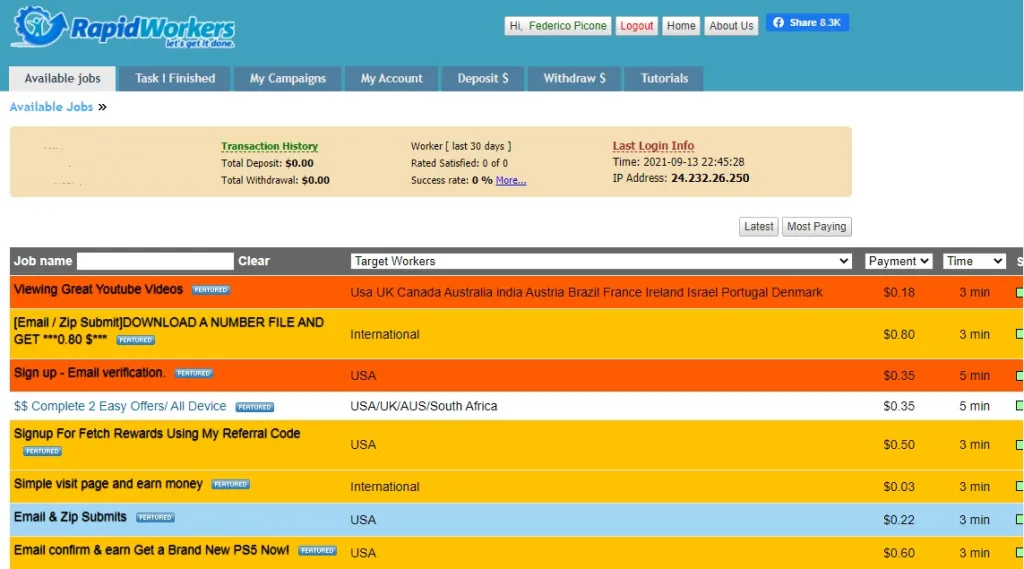 RapidWorkers
let's get it done.
Hi, Federico Picone Logout Home About Us Share 8.3K
Available jobs Task I Finished My Campaigns My Account Deposit $ Withdraw $ Tutorials
Available Jobs »
Transaction History Worker [ last 30 days ] Last Login Info
Total Deposit: $0.00 Rated Satisfied: 0 of 0 Time: 2021-09-13 22:45:28
Total Withdrawal: $0.00 Success rate: 0 % More... IP Address: 24.232.26.250
Latest Most Paying
Job name Clear Target Workers Payment Time
Viewing Great Youtube Videos FEATURED Usa UK Canada Australia india Austria Brazil France Ireland Israel Portugal Denmark $0.18 3 min
[Email / Zip Submit]DOWNLOAD A NUMBER FILE AND
GET ***0.80 $*** FEATURED International $0.80 3 min
Sign up - Email verification. FEATURED USA $0.35 5 min
$$ Complete 2 Easy Offers/ All Device FEATURED USA/UK/AUS/South Africa $0.35 5 min
Signup For Fetch Rewards Using My Referral Code
FEATURED USA $0.50 3 min
Simple visit page and earn money FEATURED International $0.03 3 min
Email & Zip Submits FEATURED USA $0.22 3 min
Email confirm & earn Get a Brand New PS5 Now! FEATURED USA $0.60 3 min